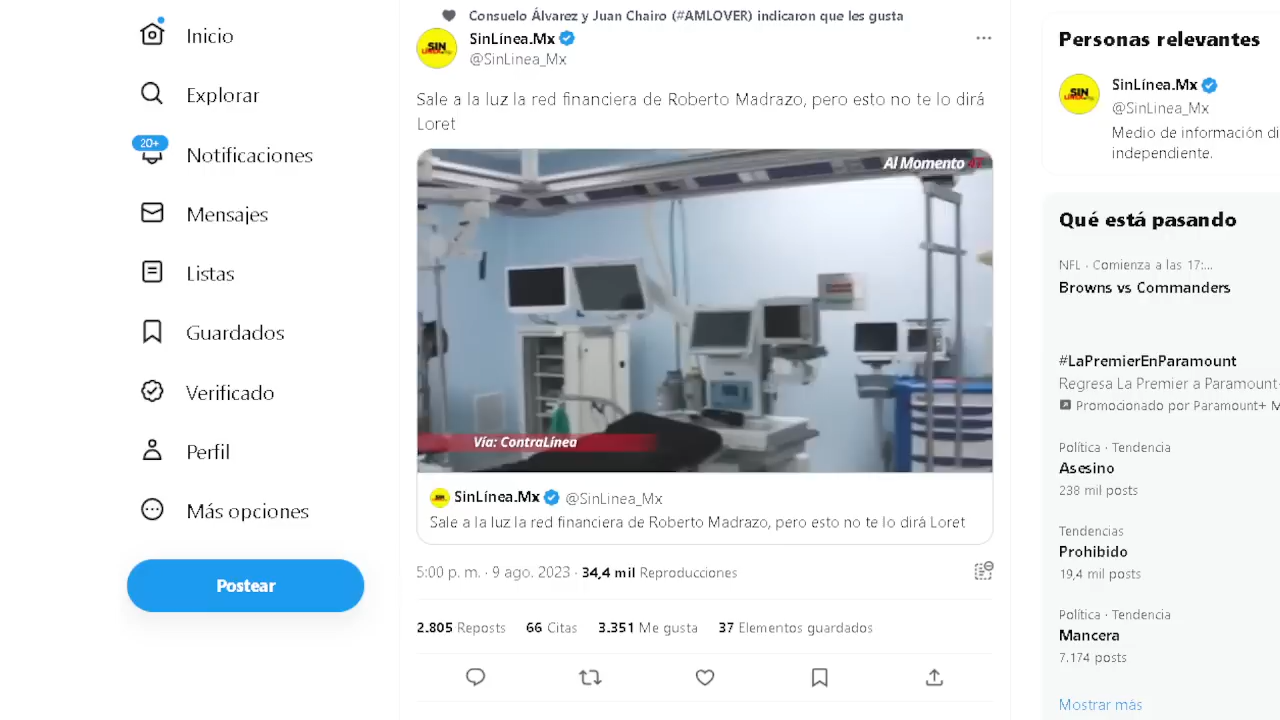 Inicio
Explorar
20+
Notificaciones
Mensajes
Listas
Guardados
Verificado
Perfil
Más opciones
Postear
Consuelo Álvarez y Juan Chairo (#AMLOVER) indicaron que les gusta
SinLínea.Mx
@SinLinea_Mx
Sale a la luz la red financiera de Roberto Madrazo, pero esto no te lo dirá
Loret
Al Momento
Vía: ContraLínea
SinLínea.Mx @SinLinea_Mx
Sale a la luz la red financiera de Roberto Madrazo, pero esto no te lo dirá Loret
5:00 p. m. · 9 ago. 2023 · 34,4 mil Reproducciones
2.805 Reposts 66 Citas 3.351 Me gusta 37 Elementos guardados
Personas relevantes
SinLínea.Mx
@SinLinea_Mx
Medio de información di
independiente.
Qué está pasando
NFL · Comienza a las 17:...
Browns vs Commanders
#LaPremierEnParamount
Regresa La Premier a Paramount+
Promocionado por Paramount+ M
Política · Tendencia
Asesino
238 mil posts
Tendencias
Prohibido
19,4 mil posts
Política · Tendencia
Mancera
7.174 posts
Mostrar más